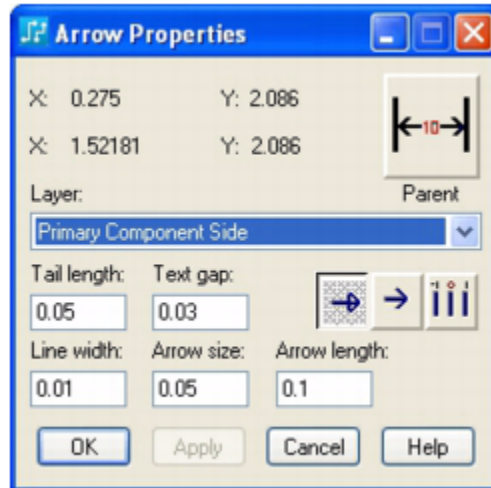 Arrow Properties
X: 0.275 Y: 2.086
X: 1.52181 Y: 2.086
10
Layer: Parent
Primary Component Side
Tail length: Text gap:
0.05 0.03
Line width: Arrow size: Arrow length:
0.01 0.05 0.1
OK Apply Cancel Help